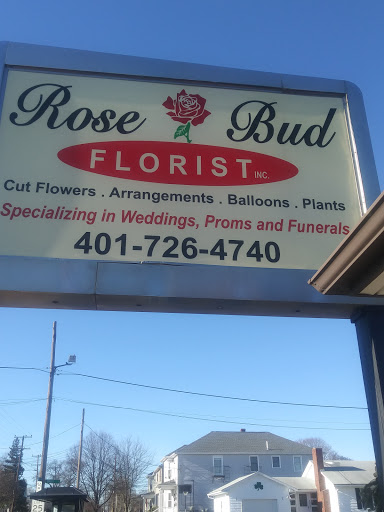 Rose Bud
FLORIST INC.
Cut Flowers . Arrangements . Balloons . Plants
Specializing in Weddings, Proms and Funerals
401-726-4740